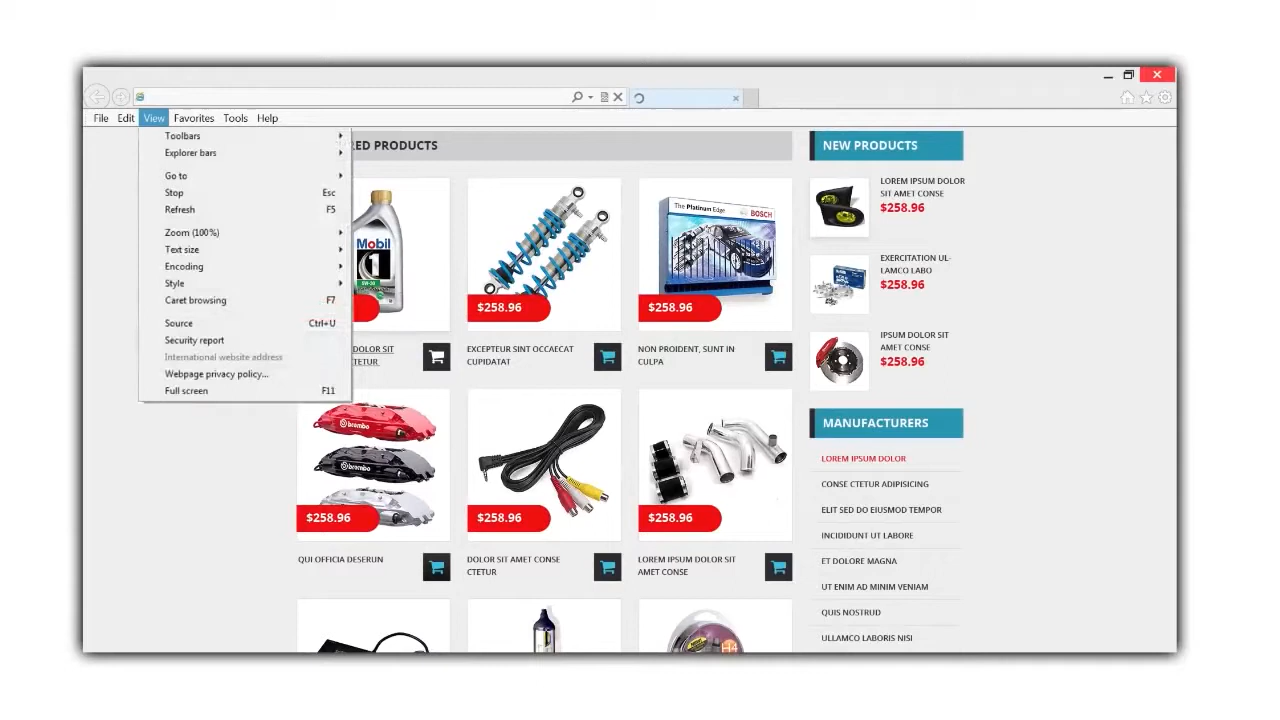 File Edit View Favorites Tools Help
Toolbars
Explorer bars
Go to
Stop Esc
Refresh F5
Zoom (100%)
Text size
Encoding
Style
Caret browsing F7
Source Ctrl+U
Security report
International website address
Webpage privacy policy...
Full screen F11
ED PRODUCTS
Mobil
1
5W-30
The Platinum Edge
BOSCH
$258.96
$258.96
DOLOR SIT
TETUR
EXCEPTEUR SINT OCCAECAT
CUPIDATAT
NON PROIDENT, SUNT IN
CULPA
brembo
brembo
$258.96
$258.96
$258.96
QUI OFFICIA DESERUN
DOLOR SIT AMET CONSE
CTETUR
LOREM IPSUM DOLOR SIT
AMET CONSE
H4
NEW PRODUCTS
LOREM IPSUM DOLOR
SIT AMET CONSE
$258.96
EXERCITATION UL-
LAMCO LABO
$258.96
IPSUM DOLOR SIT
AMET CONSE
$258.96
MANUFACTURERS
LOREM IPSUM DOLOR
CONSE CTETUR ADIPISICING
ELIT SED DO EIUSMOD TEMPOR
INCIDIDUNT UT LABORE
ET DOLORE MAGNA
UT ENIM AD MINIM VENIAM
QUIS NOSTRUD
ULLAMCO LABORIS NISI